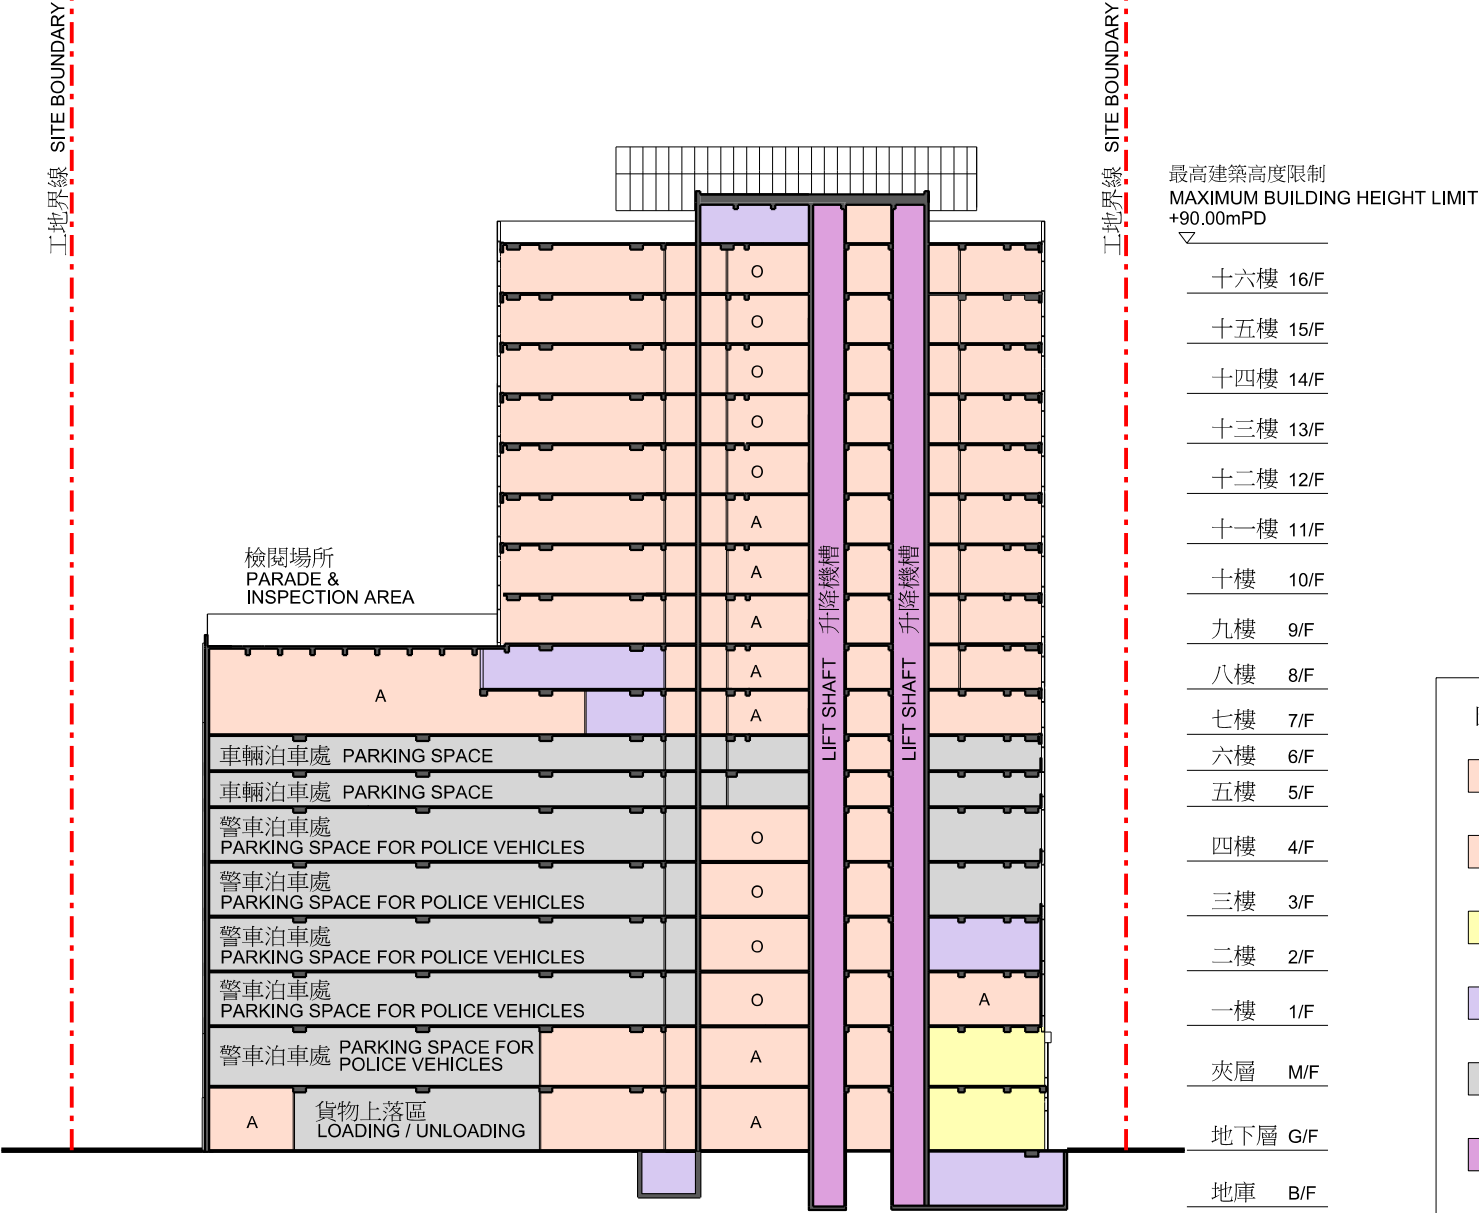 工地界線 SITE BOUNDARY
工地界線 SITE BOUNDARY
最高建築高度限制
MAXIMUM BUILDING HEIGHT LIMIT
+90.00mPD
十六樓 16/F
O
十五樓 15/F
O
十四樓 14/F
O
十三樓 13/F
O
十二樓 12/F
O
十一樓 11/F
A
檢閱場所
PARADE &
INSPECTION AREA
十樓 10/F
A
九樓 9/F
A
升降機槽
LIFT SHAFT
升降機槽
LIFT SHAFT
八樓 8/F
A
A
七樓 7/F
A
車輛泊車處 PARKING SPACE
六樓 6/F
車輛泊車處 PARKING SPACE
五樓 5/F
警車泊車處
PARKING SPACE FOR POLICE VEHICLES
O
四樓 4/F
警車泊車處
PARKING SPACE FOR POLICE VEHICLES
O
三樓 3/F
警車泊車處
PARKING SPACE FOR POLICE VEHICLES
O
二樓 2/F
警車泊車處
PARKING SPACE FOR POLICE VEHICLES
O
A
一樓 1/F
警車泊車處 PARKING SPACE FOR
POLICE VEHICLES
A
夾層 M/F
A
貨物上落區
LOADING / UNLOADING
A
地下層 G/F
地庫 B/F